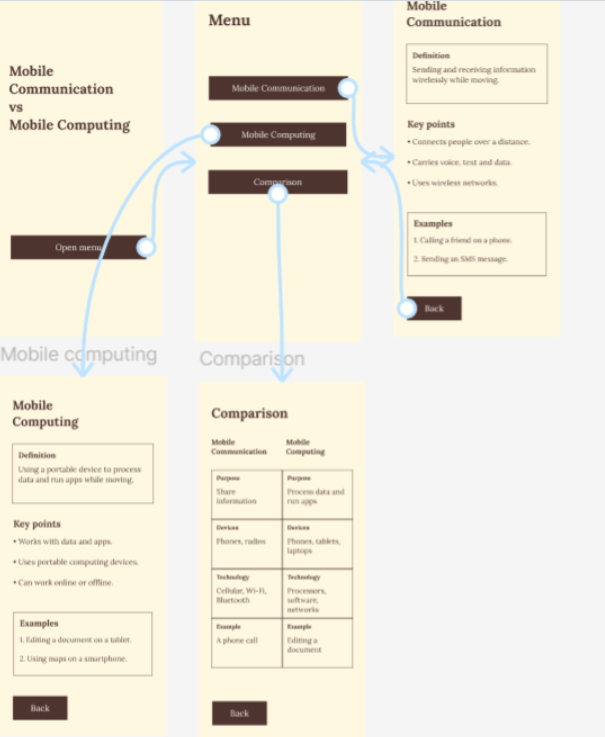 Mobile
Communication
vs
Mobile Computing
Open menu
Menu
Mobile Communication
Mobile Computing
Comparison
Mobile
Communication
Definition
Sending and receiving information
wirelessly while moving.
Key points
• Connects people over a distance.
• Carries voice, text and data.
• Uses wireless networks.
Examples
1. Calling a friend on a phone.
2. Sending an SMS message.
Back
Mobile computing
Mobile
Computing
Definition
Using a portable device to process
data and run apps while moving.
Key points
• Works with data and apps.
• Uses portable computing devices.
• Can work online or offline.
Examples
1. Editing a document on a tablet.
2. Using maps on a smartphone.
Back
Comparison
Comparison
Mobile
Communication
Mobile
Computing
Purpose
Share
information
Purpose
Process data and
run apps
Devices
Phones, radios
Devices
Phones, tablets,
laptops
Technology
Cellular, Wi-Fi,
Bluetooth
Technology
Processors,
software,
networks
Example
A phone call
Example
Editing a
document
Back